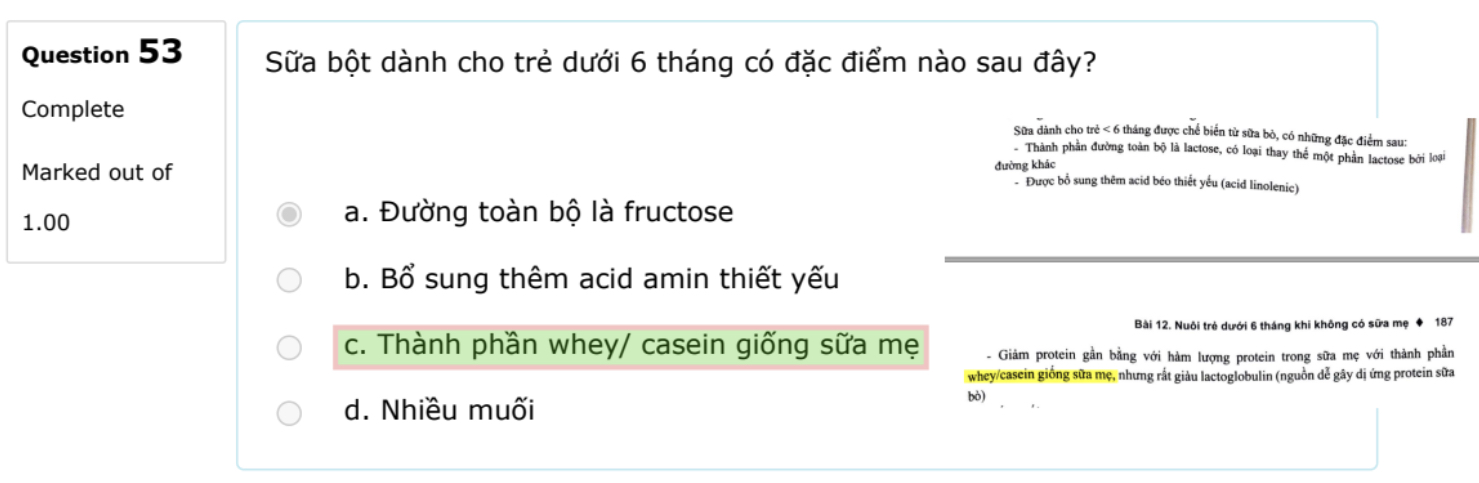 Question 53
Complete
Marked out of
1.00
Sữa bột dành cho trẻ dưới 6 tháng có đặc điểm nào sau đây?
a. Đường toàn bộ là fructose
b. Bổ sung thêm acid amin thiết yếu
c. Thành phần whey/ casein giống sữa mẹ
d. Nhiều muối
Sữa dành cho trẻ < 6 tháng được chế biến từ sữa bò, có những đặc điểm sau:
- Thành phần đường toàn bộ là lactose, có loại thay thế một phần lactose bởi loại
đường khác
- Được bổ sung thêm acid béo thiết yếu (acid linolenic)
Bài 12. Nuôi trẻ dưới 6 tháng khi không có sữa mẹ ♦ 187
- Giảm protein gần bằng với hàm lượng protein trong sữa mẹ với thành phần
whey/casein giống sữa mẹ, nhưng rất giàu lactoglobulin (nguồn dễ gây dị ứng protein sữa
bò)